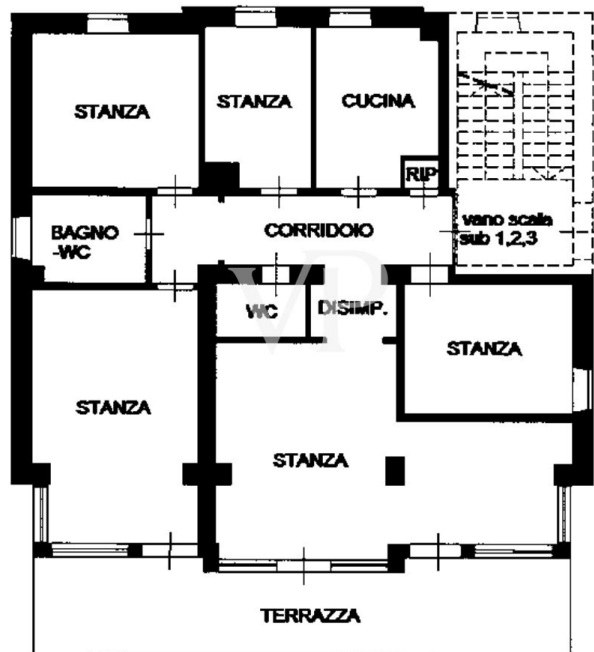 STANZA
STANZA
CUCINA
RIP
BAGNO
-WC
CORRIDOIO
vano scala
sub 1,2,3
VP
WC
DISIMP.
STANZA
STANZA
STANZA
TERRAZZA